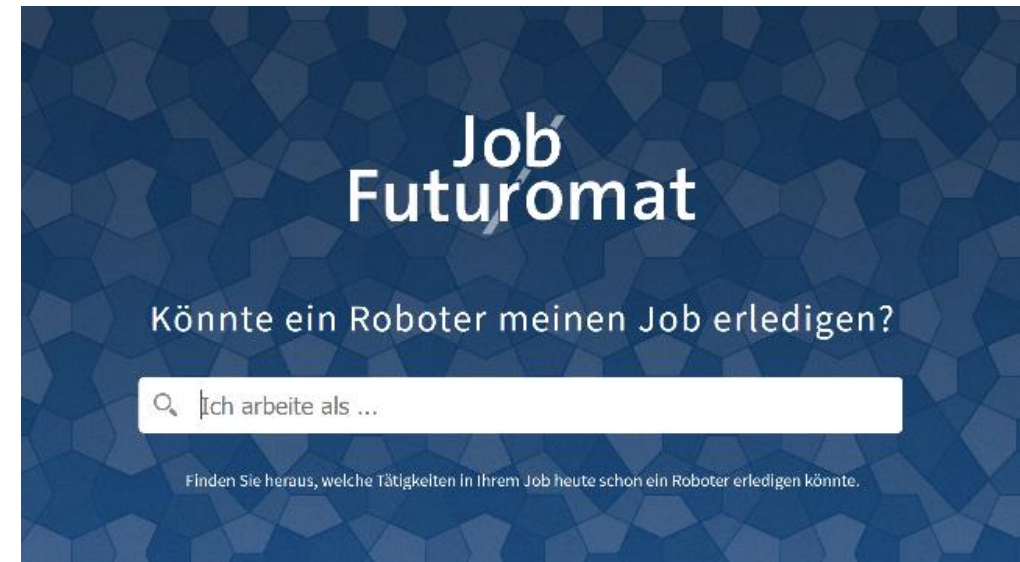 Job
Futuromat
Könnte ein Roboter meinen Job erledigen?
Ich arbeite als ...
Finden Sie heraus, welche Tätigkeiten in Ihrem Job heute schon ein Roboter erledigen könnte.